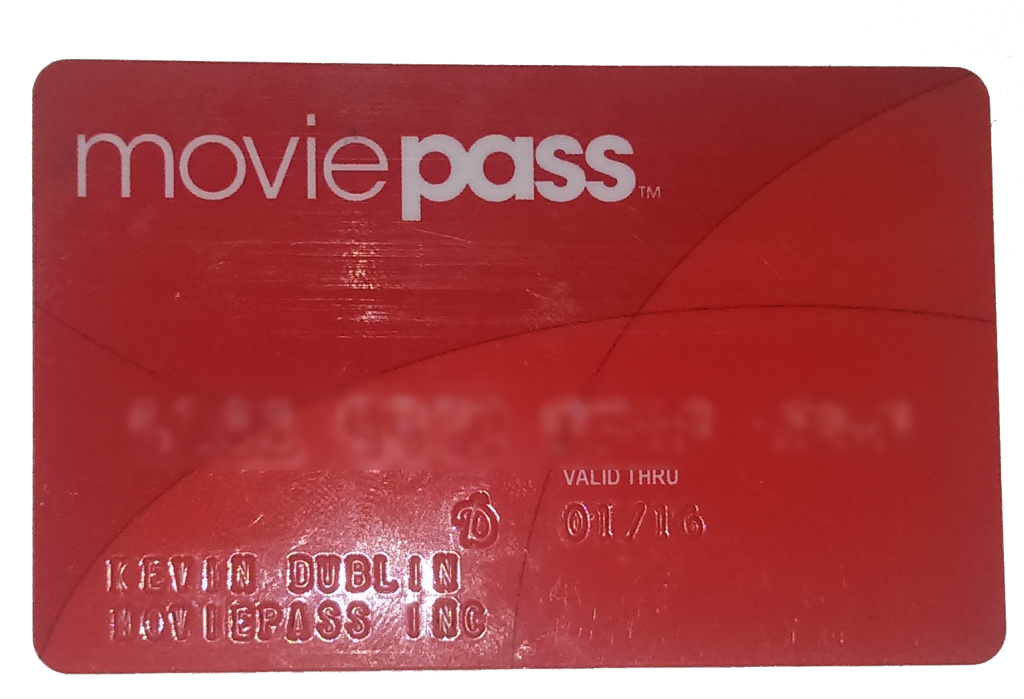 moviepass™
VALID THRU
D 01/16
KEVIN DUBLIN
MOVIEPASS INC